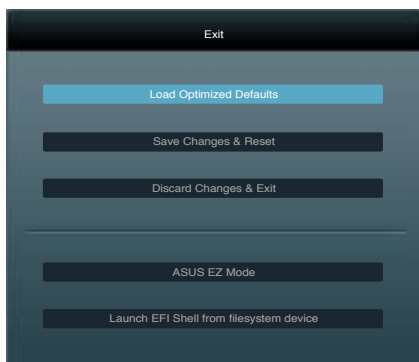 Exit
Load Optimized Defaults
Save Changes & Reset
Discard Changes & Exit
ASUS EZ Mode
Launch EFI Shell from filesystem device